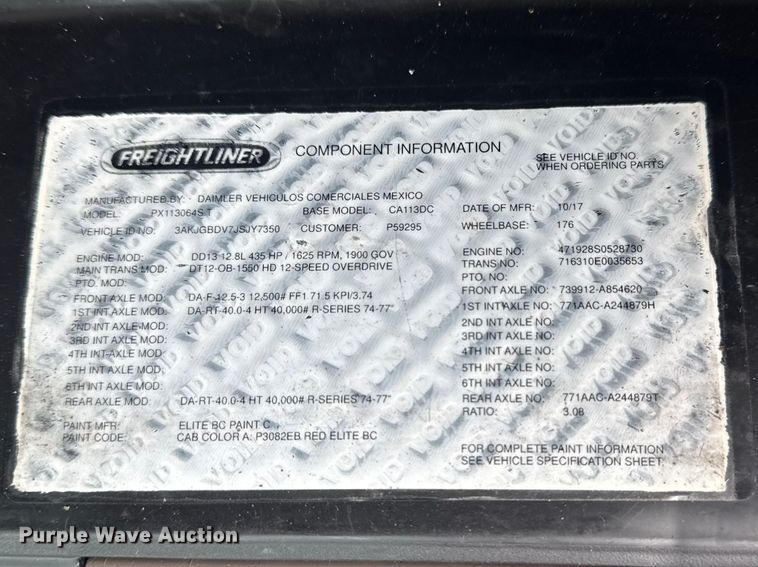 FREIGHTLINER COMPONENT INFORMATION
SEE VEHICLE ID NO.
WHEN ORDERING PARTS
MANUFACTURED BY: DAIMLER VEHICULOS COMERCIALES MEXICO
MODEL: PX113064S T BASE MODEL: CA113DC DATE OF MFR: 10/17
VEHICLE ID NO: 3AKJGBDV7JSJY7350 CUSTOMER: P59295 WHEELBASE: 176
ENGINE MOD: DD13 12.8L 435 HP / 1625 RPM, 1900 GOV ENGINE NO: 471928S0528730
MAIN TRANS MOD: DT12-OB-1550 HD 12-SPEED OVERDRIVE TRANS NO: 716310E0035653
PTO. MOD: PTO. NO:
FRONT AXLE MOD: DA-F-12.5-3 12,500# FF1 71.5 KPI/3.74 FRONT AXLE NO: 739912-A854620
1ST INT AXLE MOD: DA-RT-40.0-4 HT 40,000# R-SERIES 74-77" 1ST INT AXLE NO: 771AAC-A244879H
2ND INT AXLE MOD: 2ND INT AXLE NO:
3RD INT AXLE MOD: 3RD INT AXLE NO:
4TH INT-AXLE MOD: 4TH INT AXLE NO:
5TH INT AXLE MOD: 5TH INT AXLE NO:
6TH INT AXLE MOD: 6TH INT AXLE NO:
REAR AXLE MOD: DA-RT-40.0-4 HT 40,000# R-SERIES 74-77" REAR AXLE NO: 771AAC-A244879T
RATIO: 3.08
PAINT MFR: ELITE BC PAINT C
PAINT CODE: CAB COLOR A: P3082EB RED ELITE BC
FOR COMPLETE PAINT INFORMATION
SEE VEHICLE SPECIFICATION SHEET.
Purple Wave Auction